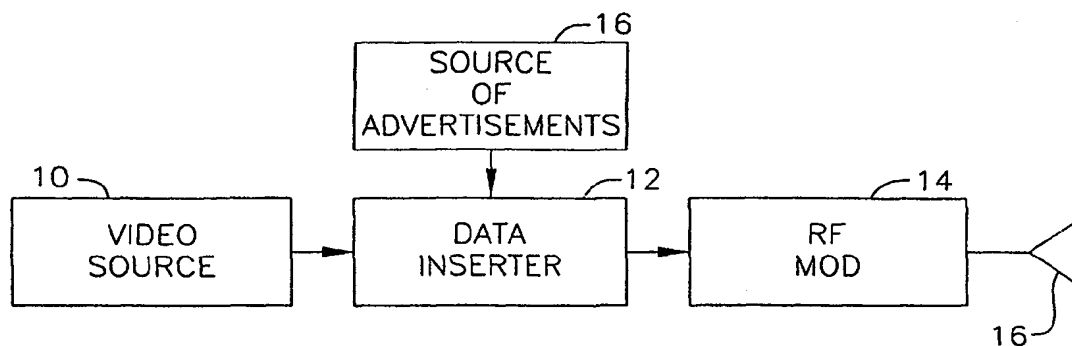 16
SOURCE
OF
ADVERTISEMENTS
10
VIDEO
SOURCE
12
DATA
INSERTER
14
RF
MOD
16